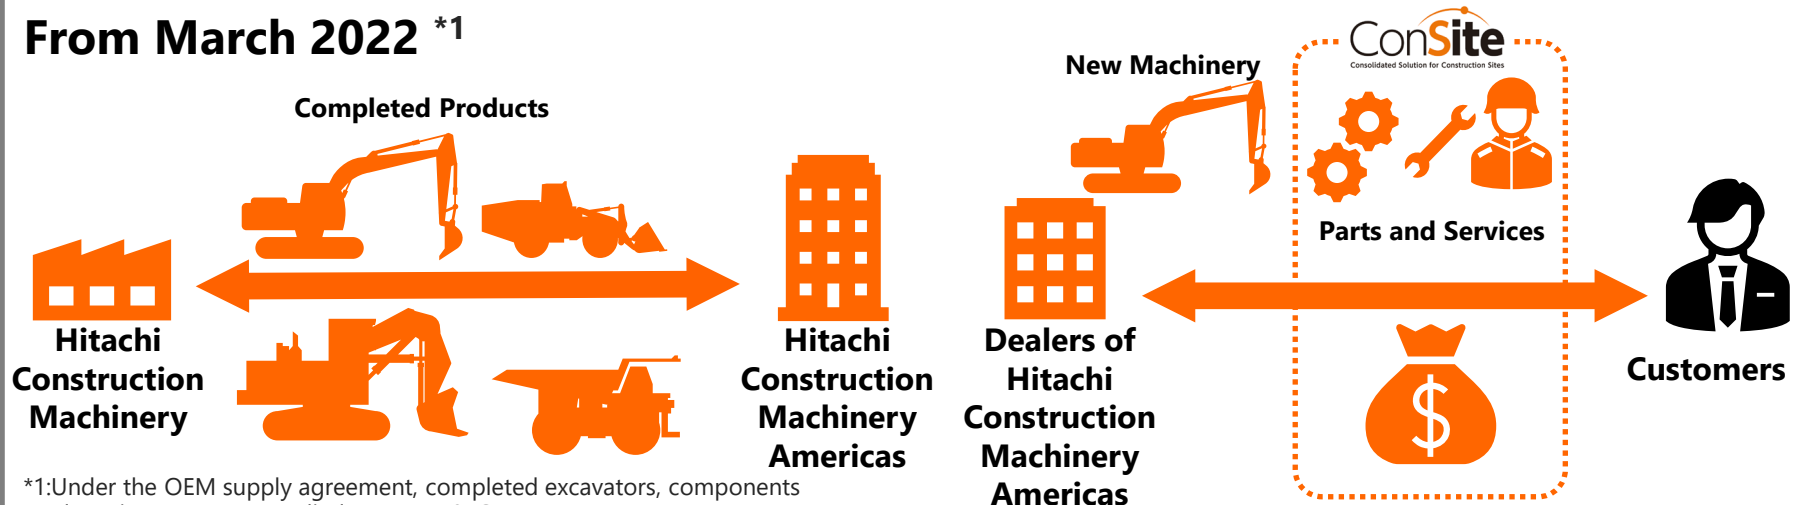 From March 2022 *1
Completed Products
Hitachi
Construction
Machinery
Hitachi
Construction
Machinery
Americas
New Machinery
Dealers of
Hitachi
Construction
Machinery
Americas
ConSite
Consolidated Solution for Construction Sites
Parts and Services
$
Customers
*1:Under the OEM supply agreement, completed excavators, components